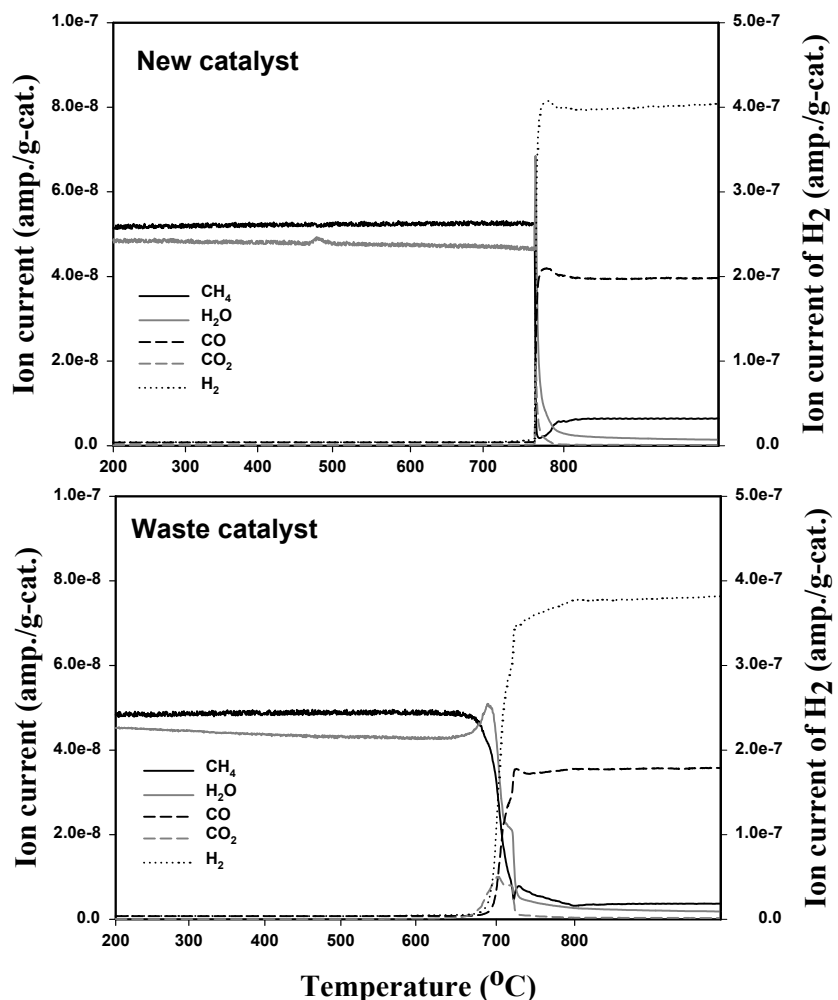 New catalyst
Ion current (amp./g-cat.)
Ion current of H2 (amp./g-cat.)
1.0e-7
8.0e-8
6.0e-8
4.0e-8
2.0e-8
0.0
5.0e-7
4.0e-7
3.0e-7
2.0e-7
1.0e-7
0.0
CH4
H2O
CO
CO2
H2
200 300 400 500 600 700 800
Waste catalyst
Ion current (amp./g-cat.)
Ion current of H2 (amp./g-cat.)
1.0e-7
8.0e-8
6.0e-8
4.0e-8
2.0e-8
0.0
5.0e-7
4.0e-7
3.0e-7
2.0e-7
1.0e-7
0.0
CH4
H2O
CO
CO2
H2
200 300 400 500 600 700 800
Temperature (oC)